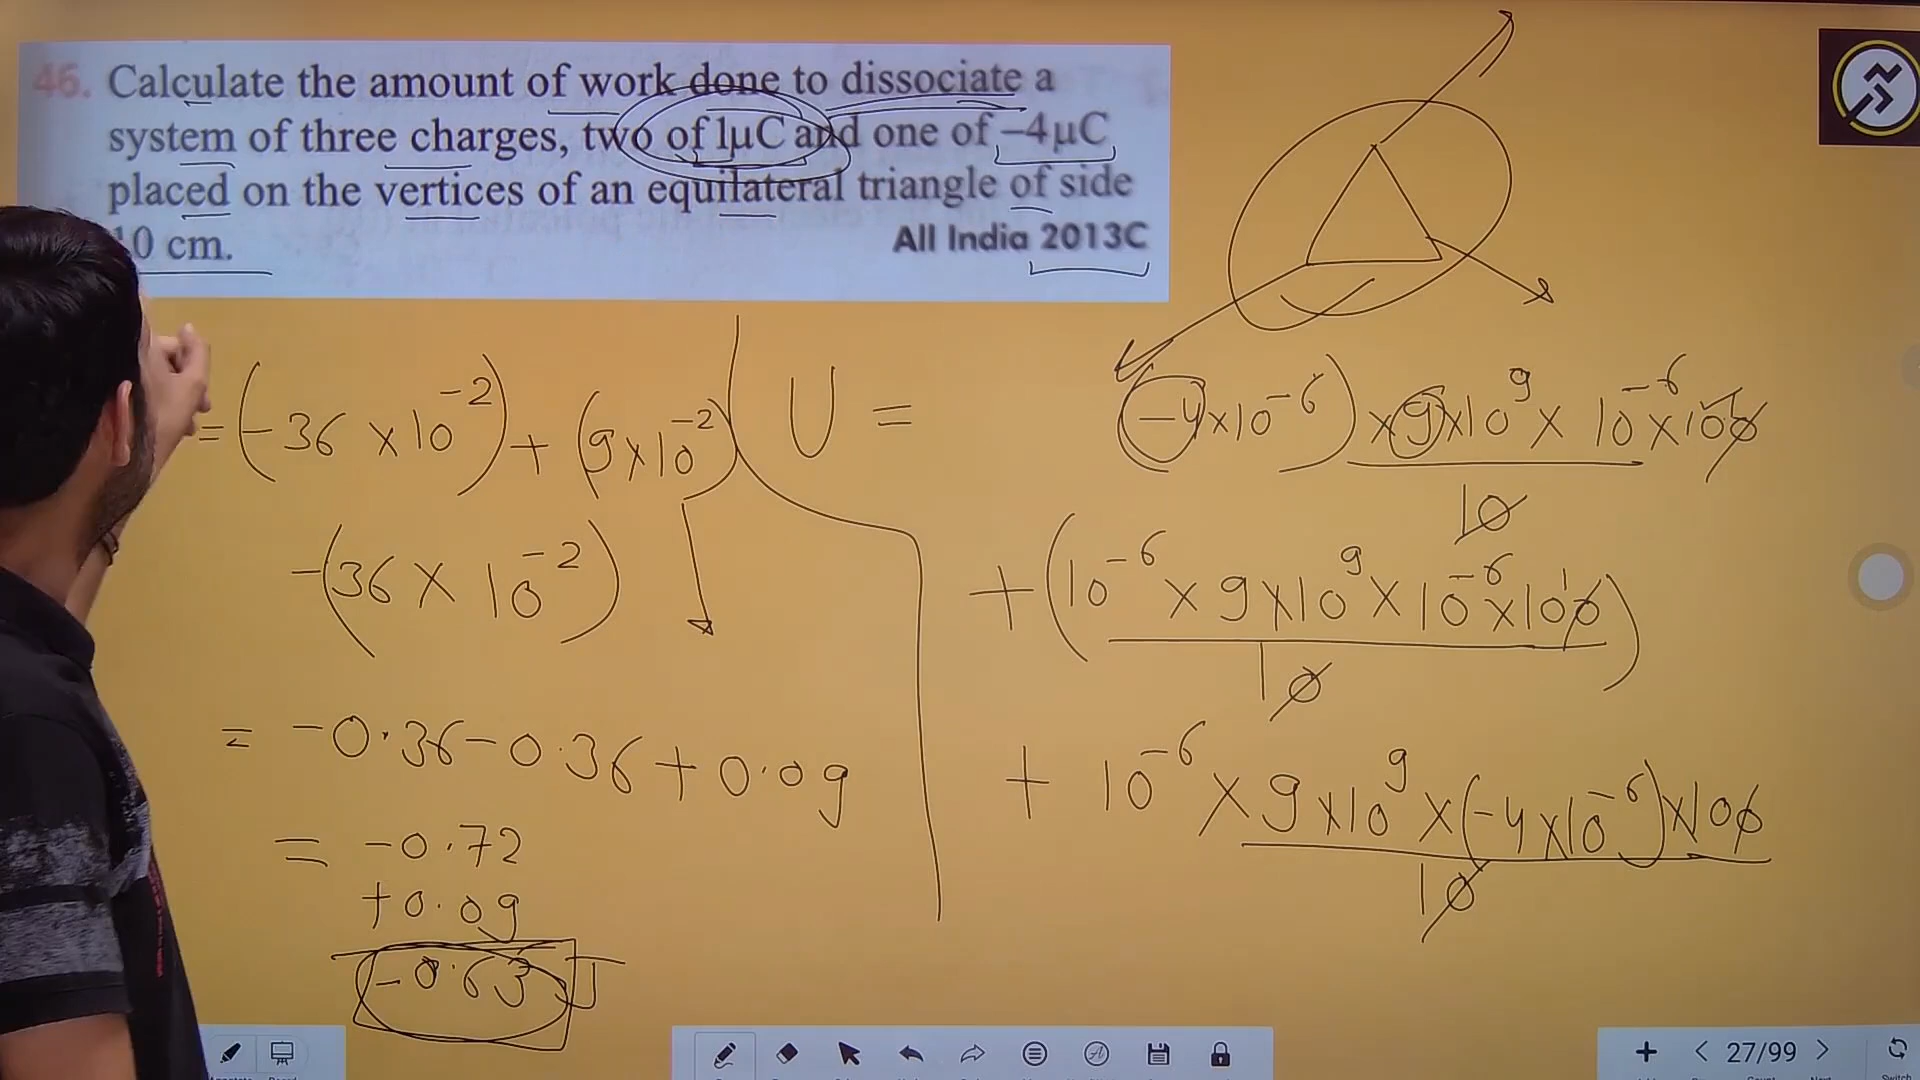 46. Calculate the amount of work done to dissociate a
system of three charges, two of 1μC and one of –4μC
placed on the vertices of an equilateral triangle of side
10 cm.
All India 2013C
= (-36 × 10^-2) + (9 × 10^-2)
-(36 × 10^-2)
= -0.36 - 0.36 + 0.09
= -0.72
+0.09
-0.63 J
U = (-4 × 10^-6) × 9 × 10^9 × 10^-6 × 100
10
+ (10^-6 × 9 × 10^9 × 10^-6 × 100)
10
+ 10^-6 × 9 × 10^9 × (-4 × 10^-6) × 100
10
27/99